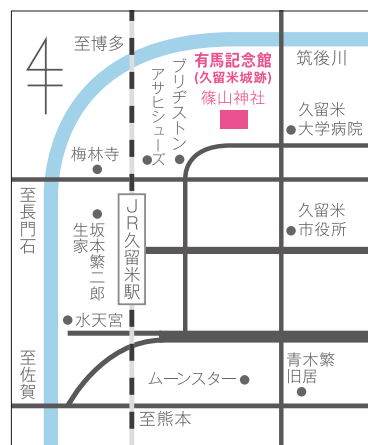 至博多
有馬記念館
(久留米城跡)
篠山神社
筑後川
ブリヂストン
アサヒシューズ
久留米
大学病院
梅林寺
至長門石
JR久留米駅
坂本繁二郎
生家
久留米
市役所
水天宮
至佐賀
ムーンスター
青木繁
旧居
至熊本